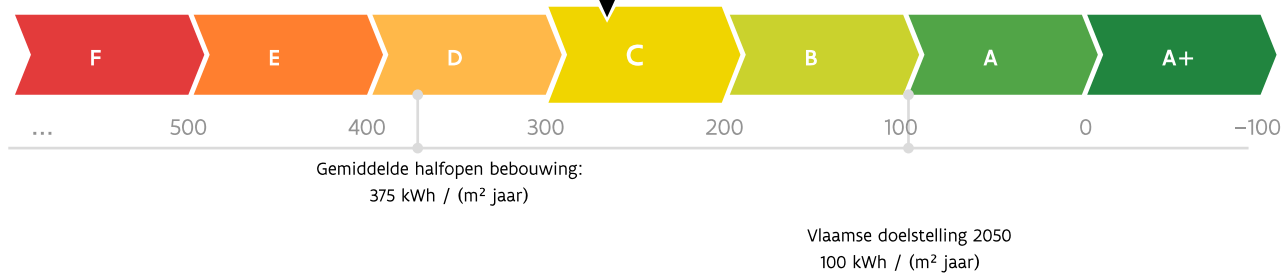 F E D C B A A+
... 500 400 300 200 100 0 −100
Gemiddelde halfopen bebouwing:
375 kWh / (m² jaar)
Vlaamse doelstelling 2050
100 kWh / (m² jaar)